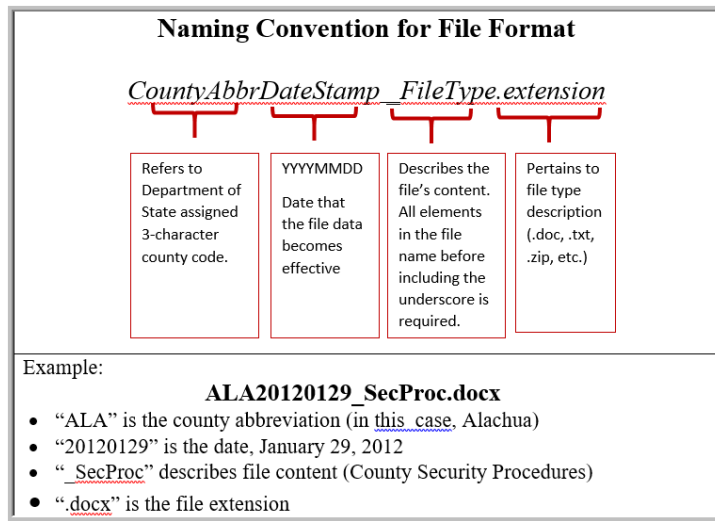 Naming Convention for File Format
CountyAbbrDateStamp_FileType.extension
Refers to
Department of
State assigned
3-character
county code.
YYYYMMDD
Date that
the file data
becomes
effective
Describes the
file's content.
All elements
in the file
name before
including the
underscore is
required.
Pertains to
file type
description
(.doc, .txt,
.zip, etc.)
Example:
ALA20120129_SecProc.docx
• “ALA” is the county abbreviation (in this case, Alachua)
• “20120129” is the date, January 29, 2012
• “_SecProc” describes file content (County Security Procedures)
• “.docx” is the file extension